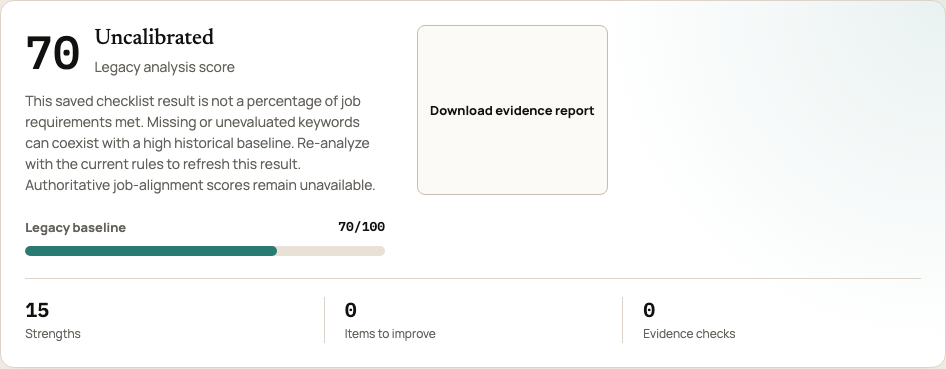 70
Uncalibrated
Legacy analysis score
This saved checklist result is not a percentage of job
requirements met. Missing or unevaluated keywords
can coexist with a high historical baseline. Re-analyze
with the current rules to refresh this result.
Authoritative job-alignment scores remain unavailable.
Download evidence report
Legacy baseline
70/100
15
Strengths
0
Items to improve
0
Evidence checks